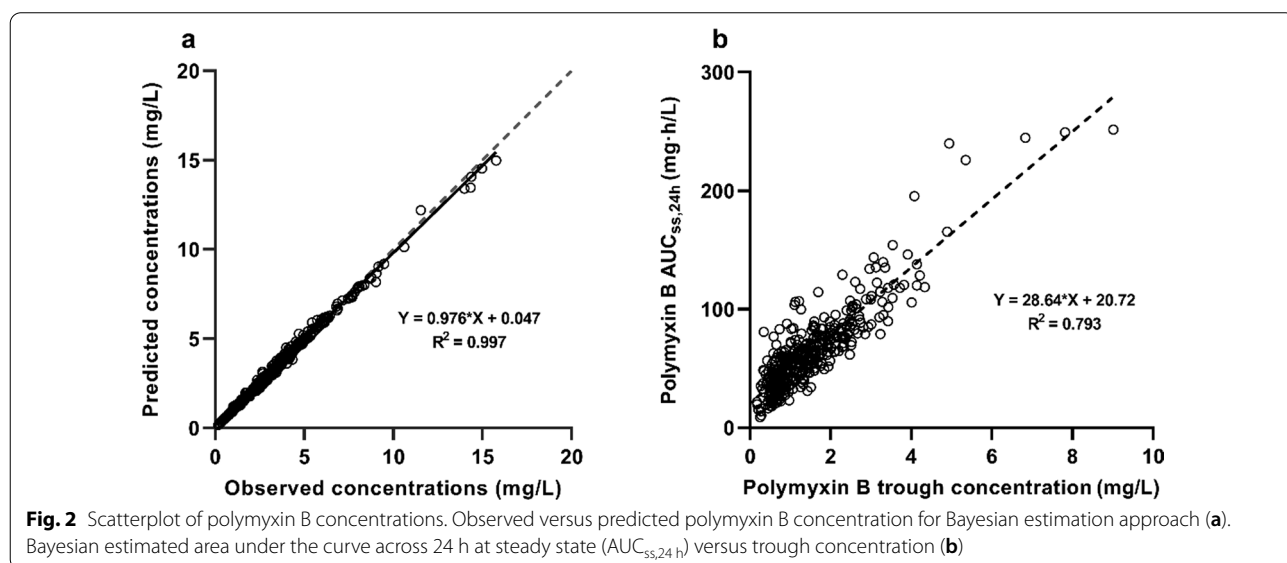 a
Predicted concentrations (mg/L)
20
15
10
5
0
Y = 0.976*X + 0.047
R² = 0.997
0 5 10 15 20
Observed concentrations (mg/L)
b
Polymyxin B AUCss,24h (mg·h/L)
300
200
100
0
Y = 28.64*X + 20.72
R² = 0.793
0 2 4 6 8 10
Polymyxin B trough concentration (mg/L)
Fig. 2 Scatterplot of polymyxin B concentrations. Observed versus predicted polymyxin B concentration for Bayesian estimation approach (a).
Bayesian estimated area under the curve across 24 h at steady state (AUCss,24 h) versus trough concentration (b)